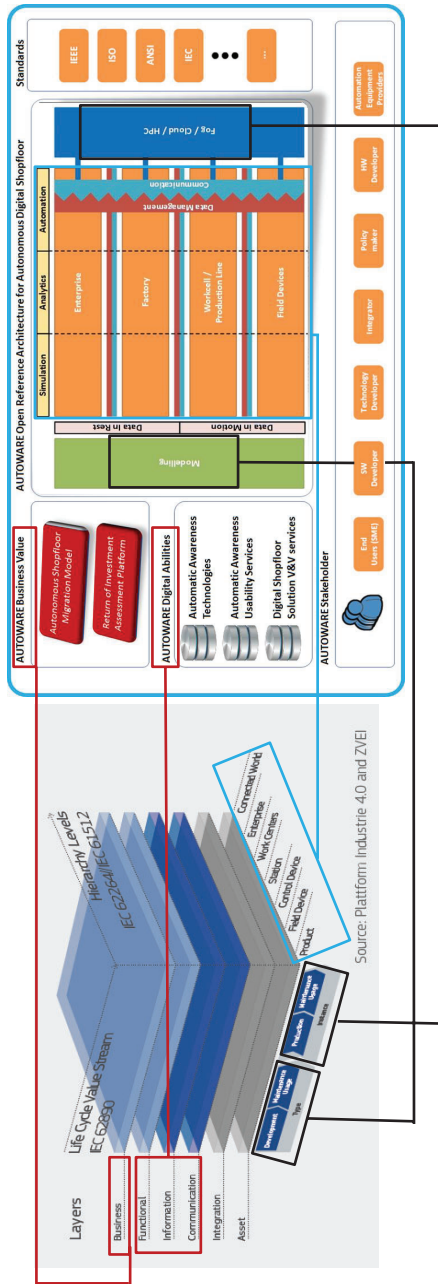 Layers
Life Cycle Value Stream
IEC 62890
Hierarchy Levels
IEC 62264//IEC 61512
Business
Functional
Information
Communication
Integration
Asset
Development
Maintenance
Usage
Type
Production
Maintenance
Usage
Instance
Product
Field Device
Control Device
Station
Work Centers
Enterprise
Connected World
Source: Plattform Industrie 4.0 and ZVEI
AUTOWARE Business Value
Autonomous Shopfloor
Migration Model
Return of Investment
Assessment Platform
AUTOWARE Digital Abilities
Automatic Awareness
Technologies
Automatic Awareness
Usability Services
Digital Shopfloor
Solution V&V services
AUTOWARE Open Reference Architecture for Autonomous Digital Shopfloor
Modelling
Data In Rest
Data in Motion
Simulation
Analytics
Automation
Enterprise
Factory
Workcell /
Production Line
Field Devices
Data Management
Communication
Fog / Cloud / HPC
Standards
IEEE
ISO
ANSI
IEC
...
AUTOWARE Stakeholder
End
Users (SME)
SW
Developer
Technology
Developer
Integrator
Policy
maker
HW
Developer
Automation
Equipment
Providers